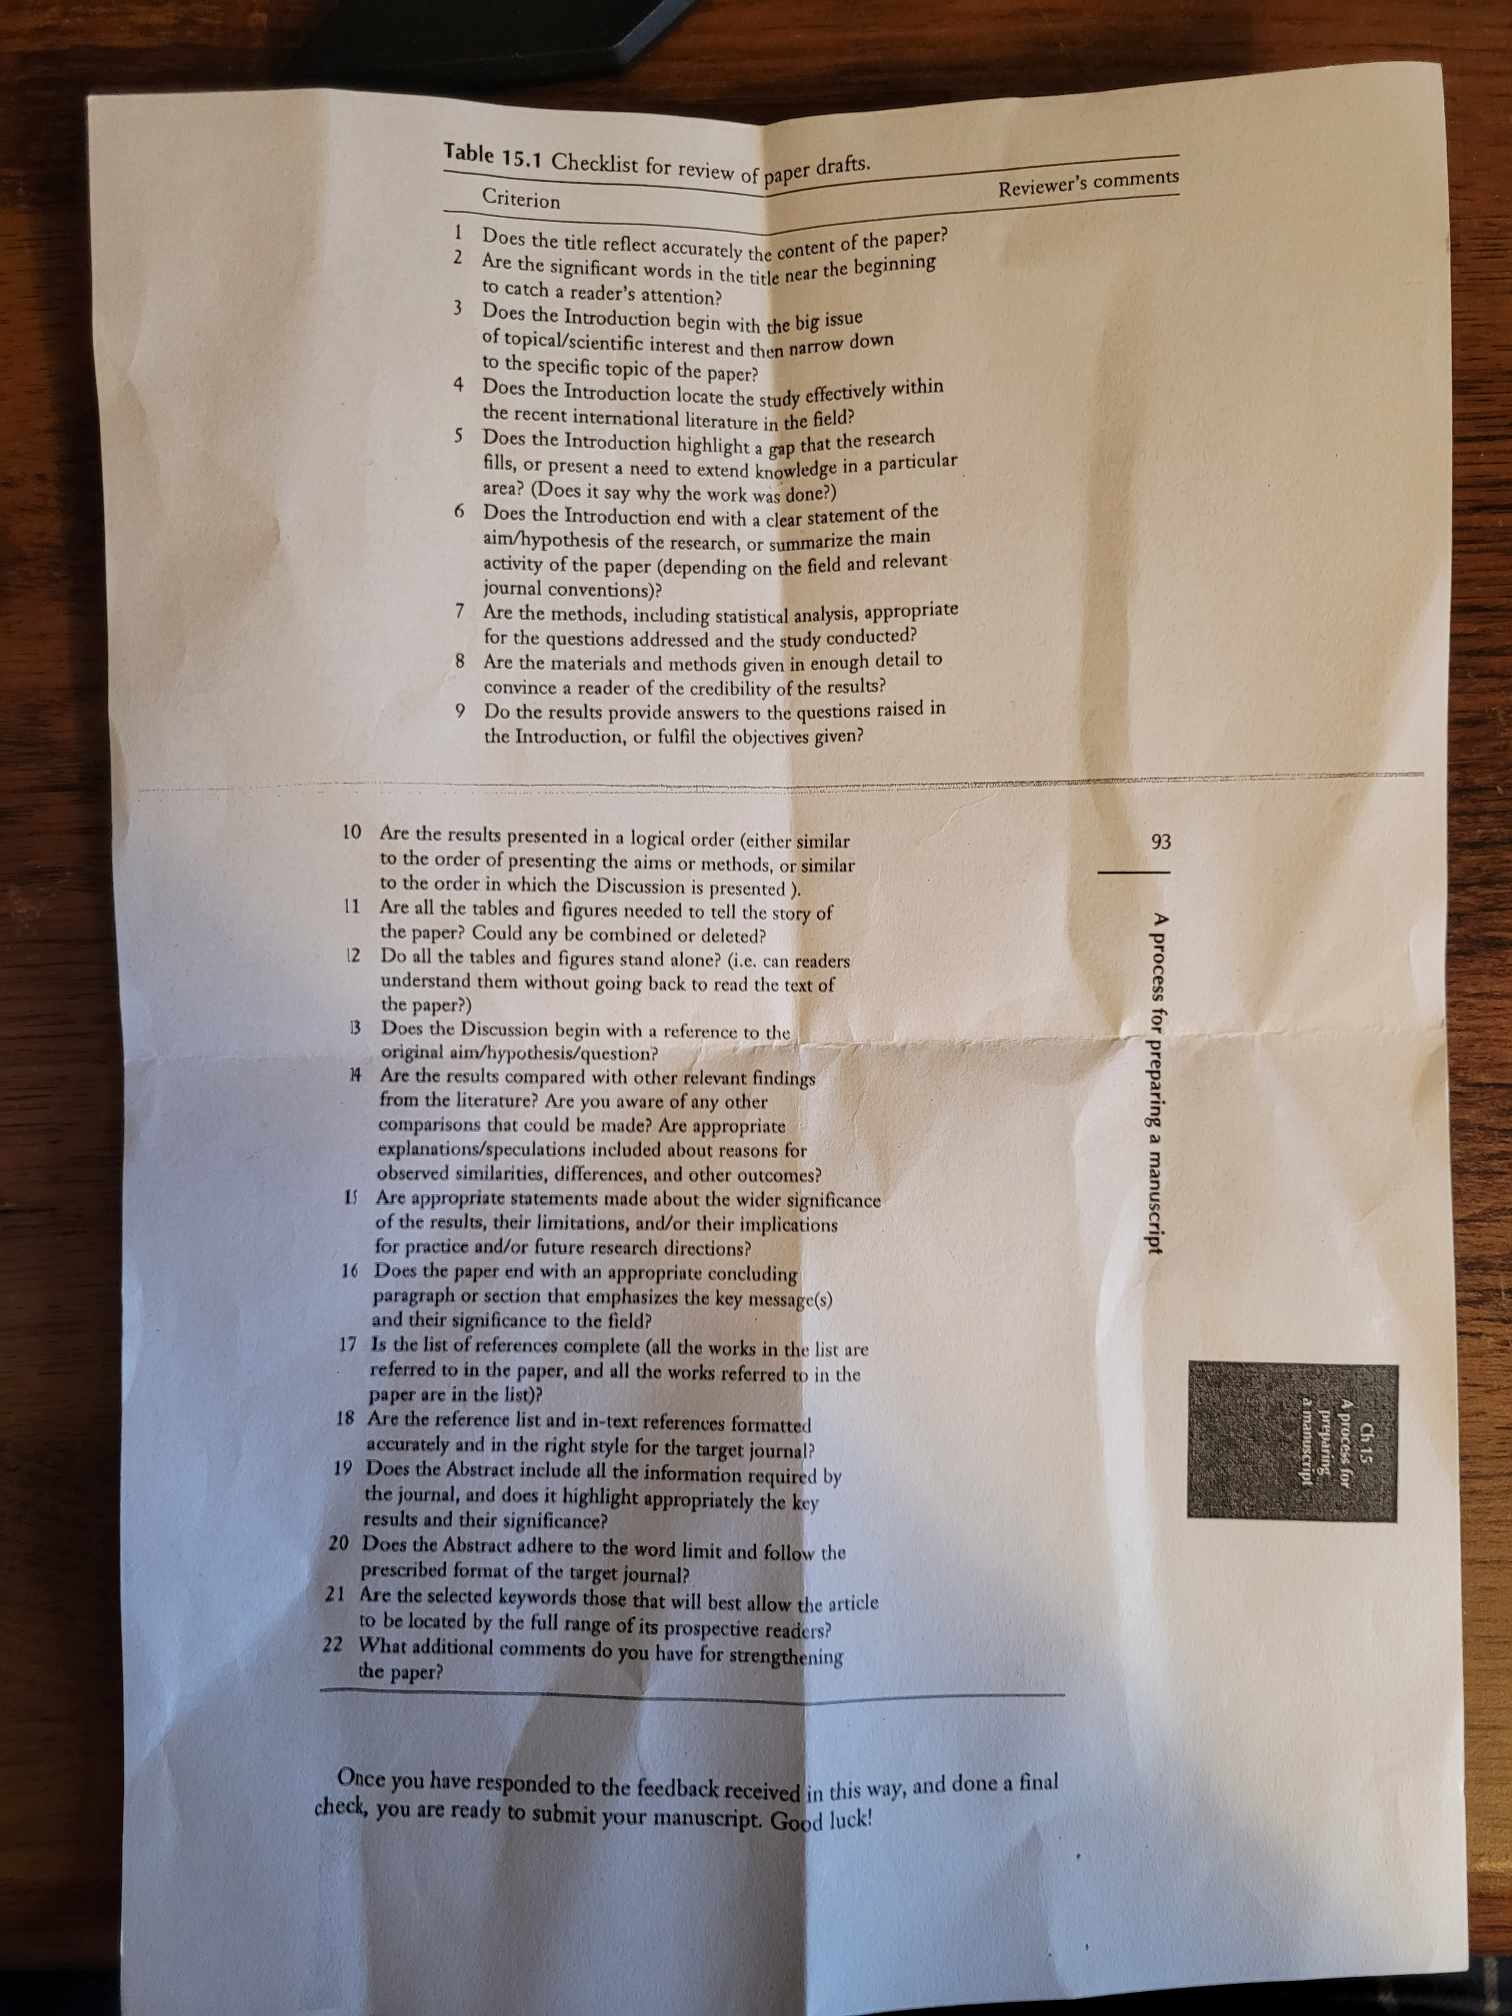 Table 15.1 Checklist for review of paper drafts.
Criterion Reviewer's comments
1 Does the title reflect accurately the content of the paper?
2 Are the significant words in the title near the beginning
to catch a reader's attention?
3 Does the Introduction begin with the big issue
of topical/scientific interest and then narrow down
to the specific topic of the paper?
4 Does the Introduction locate the study effectively within
the recent international literature in the field?
5 Does the Introduction highlight a gap that the research
fills, or present a need to extend knowledge in a particular
area? (Does it say why the work was done?)
6 Does the Introduction end with a clear statement of the
aim/hypothesis of the research, or summarize the main
activity of the paper (depending on the field and relevant
journal conventions)?
7 Are the methods, including statistical analysis, appropriate
for the questions addressed and the study conducted?
8 Are the materials and methods given in enough detail to
convince a reader of the credibility of the results?
9 Do the results provide answers to the questions raised in
the Introduction, or fulfil the objectives given?
10 Are the results presented in a logical order (either similar
to the order of presenting the aims or methods, or similar
to the order in which the Discussion is presented ).
11 Are all the tables and figures needed to tell the story of
the paper? Could any be combined or deleted?
12 Do all the tables and figures stand alone? (i.e. can readers
understand them without going back to read the text of
the paper?)
13 Does the Discussion begin with a reference to the
original aim/hypothesis/question?
14 Are the results compared with other relevant findings
from the literature? Are you aware of any other
comparisons that could be made? Are appropriate
explanations/speculations included about reasons for
observed similarities, differences, and other outcomes?
15 Are appropriate statements made about the wider significance
of the results, their limitations, and/or their implications
for practice and/or future research directions?
16 Does the paper end with an appropriate concluding
paragraph or section that emphasizes the key message(s)
and their significance to the field?
17 Is the list of references complete (all the works in the list are
referred to in the paper, and all the works referred to in the
paper are in the list)?
18 Are the reference list and in-text references formatted
accurately and in the right style for the target journal?
19 Does the Abstract include all the information required by
the journal, and does it highlight appropriately the key
results and their significance?
20 Does the Abstract adhere to the word limit and follow the
prescribed format of the target journal?
21 Are the selected keywords those that will best allow the article
to be located by the full range of its prospective readers?
22 What additional comments do you have for strengthening
the paper?
Once you have responded to the feedback received in this way, and done a final
check, you are ready to submit your manuscript. Good luck!
93
A process for preparing a manuscript
Ch 15
A process for
preparing
a manuscript